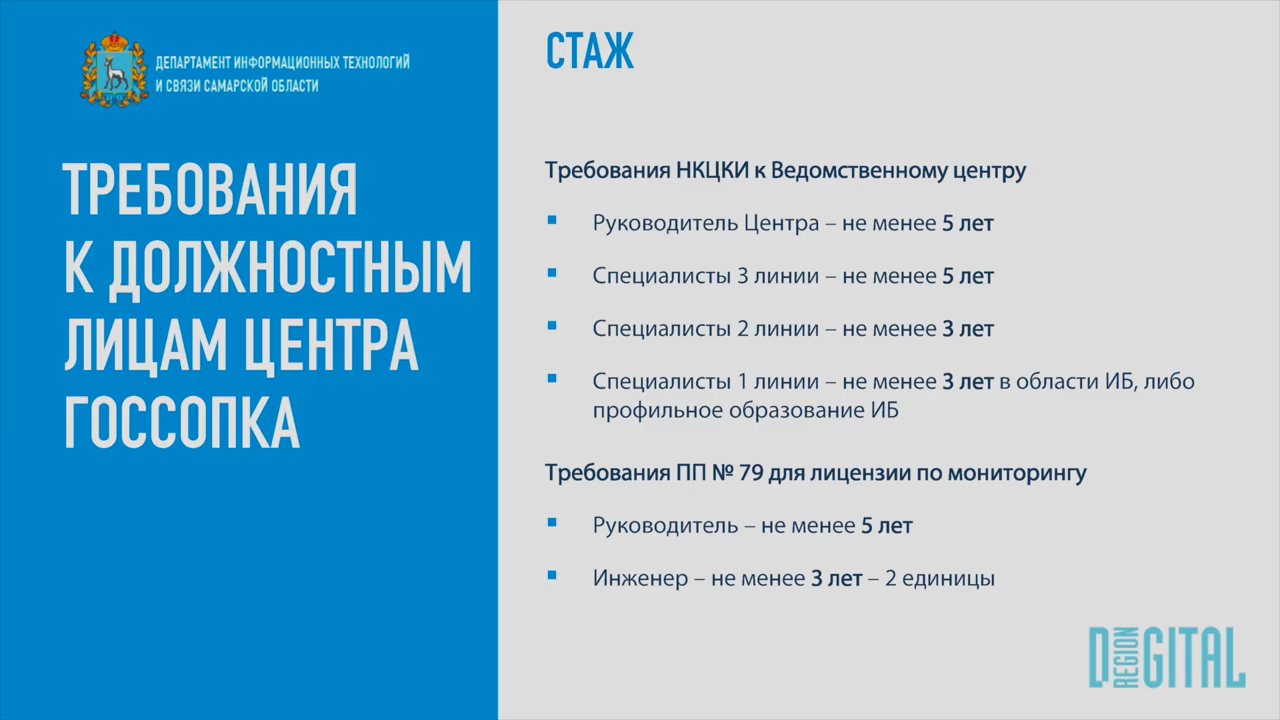 ДЕПАРТАМЕНТ ИНФОРМАЦИОННЫХ ТЕХНОЛОГИЙ
И СВЯЗИ САМАРСКОЙ ОБЛАСТИ
ТРЕБОВАНИЯ
К ДОЛЖНОСТНЫМ
ЛИЦАМ ЦЕНТРА
ГОССОПКА
СТАЖ
Требования НКЦКИ к Ведомственному центру
▪ Руководитель Центра – не менее 5 лет
▪ Специалисты 3 линии – не менее 5 лет
▪ Специалисты 2 линии – не менее 3 лет
▪ Специалисты 1 линии – не менее 3 лет в области ИБ, либо
профильное образование ИБ
Требования ПП № 79 для лицензии по мониторингу
▪ Руководитель – не менее 5 лет
▪ Инженер – не менее 3 лет – 2 единицы
DIGITAL
REGION